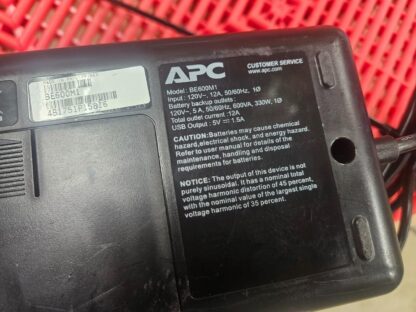 BE600M1
APC
CUSTOMER SERVICE
www.apc.com
Model : BE600M1
Input : 120V~, 12A, 50/60Hz, 1Ø
Battery backup outlets :
120V~, 5 A, 50/60Hz, 600VA, 330W, 1Ø
Total outlet current :12A
USB Output : 5V⎓ 1.5A
CAUTION:Batteries may cause chemical
hazard,electrical shock, and energy hazard.
Refer to user manual for details of the
maintenance, handling and disposal
requirements for batteries.
NOTICE: The output of this device is not
purely sinusoidal. It has a nominal total
voltage harmonic distortion of 45 percent,
with the nominal value of the largest single
voltage harmonic of 35 percent.